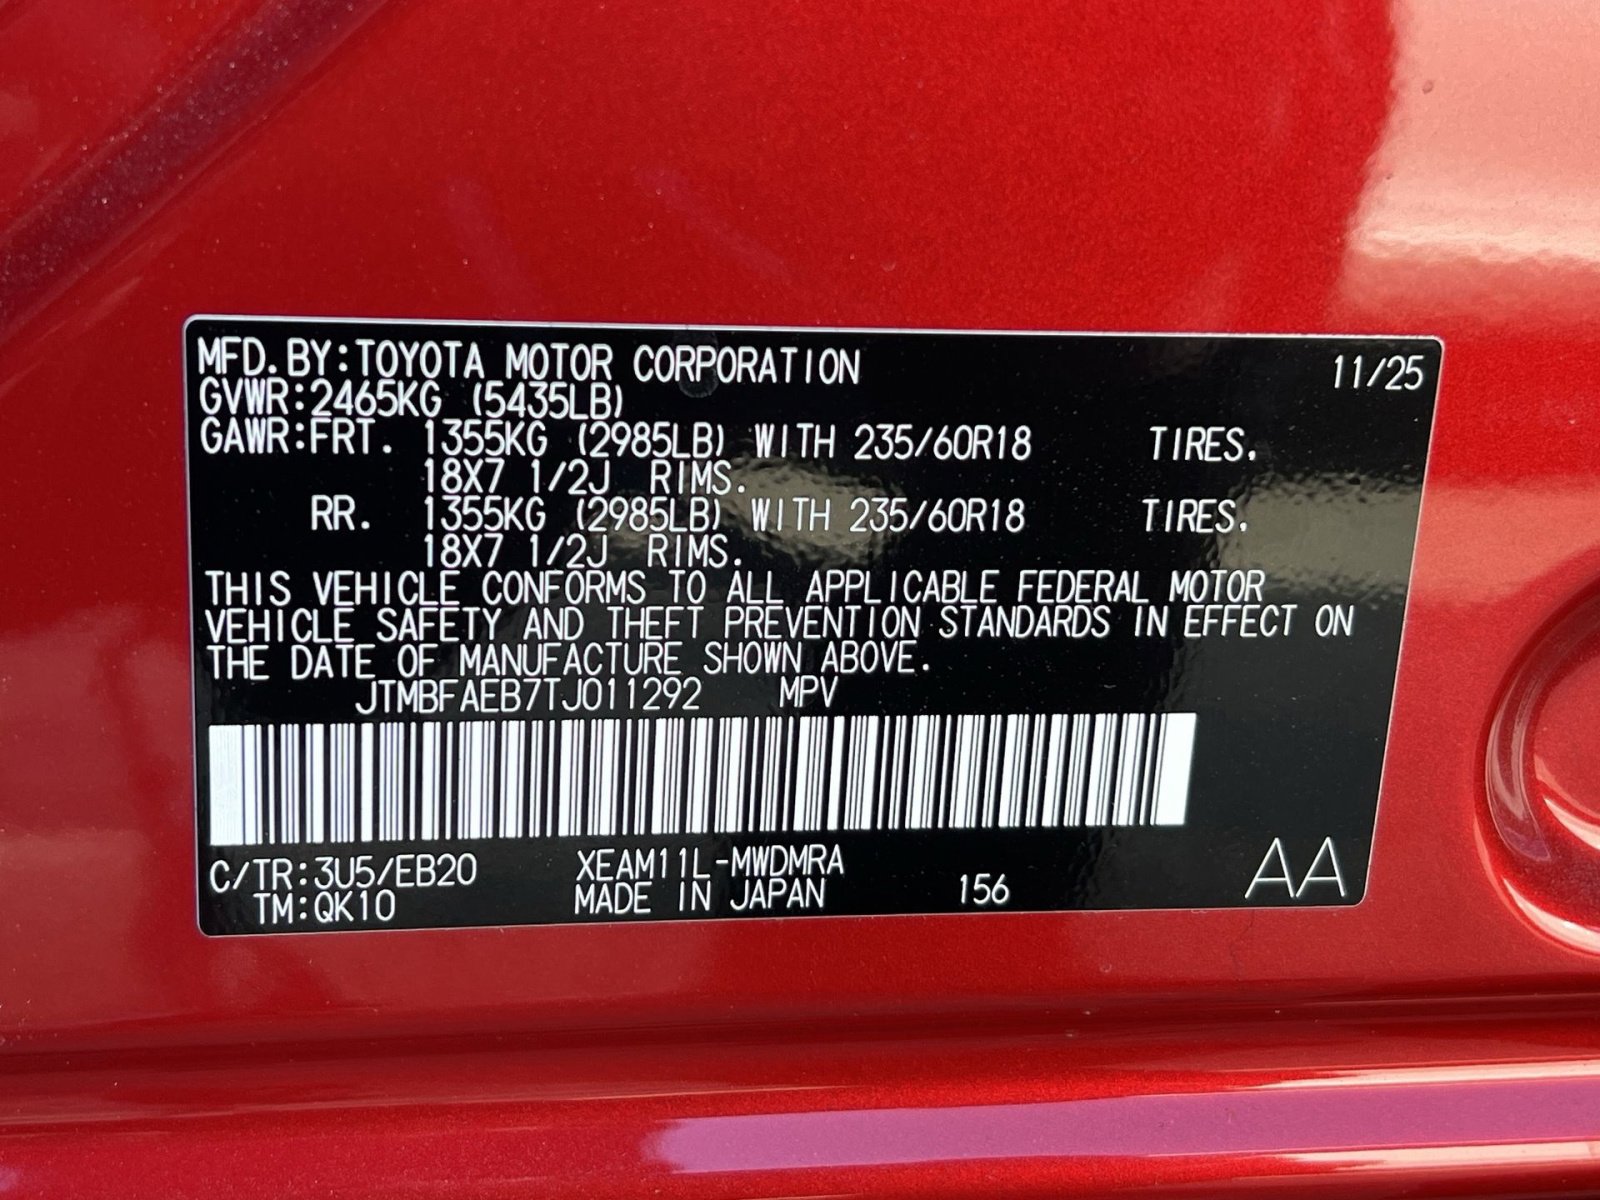 MFD.BY:TOYOTA MOTOR CORPORATION 11/25
GVWR:2465KG (5435LB)
GAWR:FRT. 1355KG (2985LB) WITH 235/60R18 TIRES.
18X7 1/2J RIMS.
RR. 1355KG (2985LB) WITH 235/60R18 TIRES.
18X7 1/2J RIMS.
THIS VEHICLE CONFORMS TO ALL APPLICABLE FEDERAL MOTOR
VEHICLE SAFETY AND THEFT PREVENTION STANDARDS IN EFFECT ON
THE DATE OF MANUFACTURE SHOWN ABOVE.
JTMBFAEB7TJ011292 MPV
C/TR:3U5/EB20 XEAM11L-MWDMRA
TM:QK10 MADE IN JAPAN 156 AA